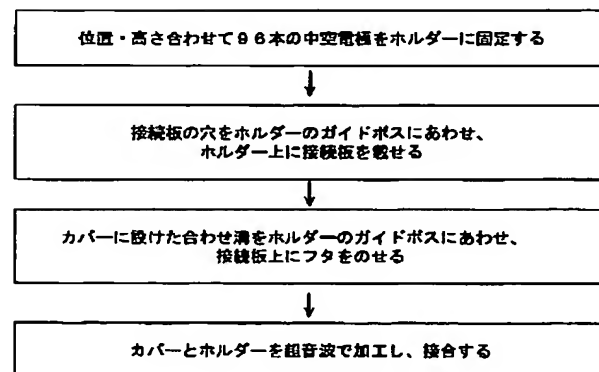 位置・高さ合わせて９６本の中空電極をホルダーに固定する
接続板の穴をホルダーのガイドボスにあわせ、
ホルダー上に接続板を載せる
カバーに設けた合わせ溝をホルダーのガイドボスにあわせ、
接続板上にフタをのせる
カバーとホルダーを超音波で加工し、接合する